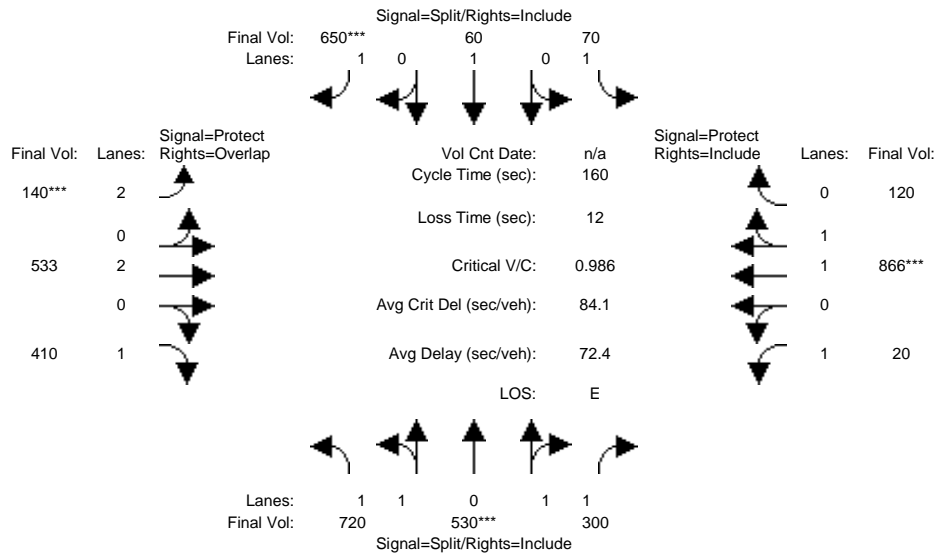 Signal=Split/Rights=Include
Final Vol: 650*** 60 70
Lanes: 1 0 1 0 1
Signal=Protect Signal=Protect
Final Vol: Lanes: Rights=Overlap Vol Cnt Date: n/a Rights=Include Lanes: Final Vol:
Cycle Time (sec): 160
140*** 2 0 120
Loss Time (sec): 12
0 1
533 2 Critical V/C: 0.986 1 866***
0 Avg Crit Del (sec/veh): 84.1 0
410 1 Avg Delay (sec/veh): 72.4 1 20
LOS: E
Lanes: 1 1 0 1 1
Final Vol: 720 530*** 300
Signal=Split/Rights=Include